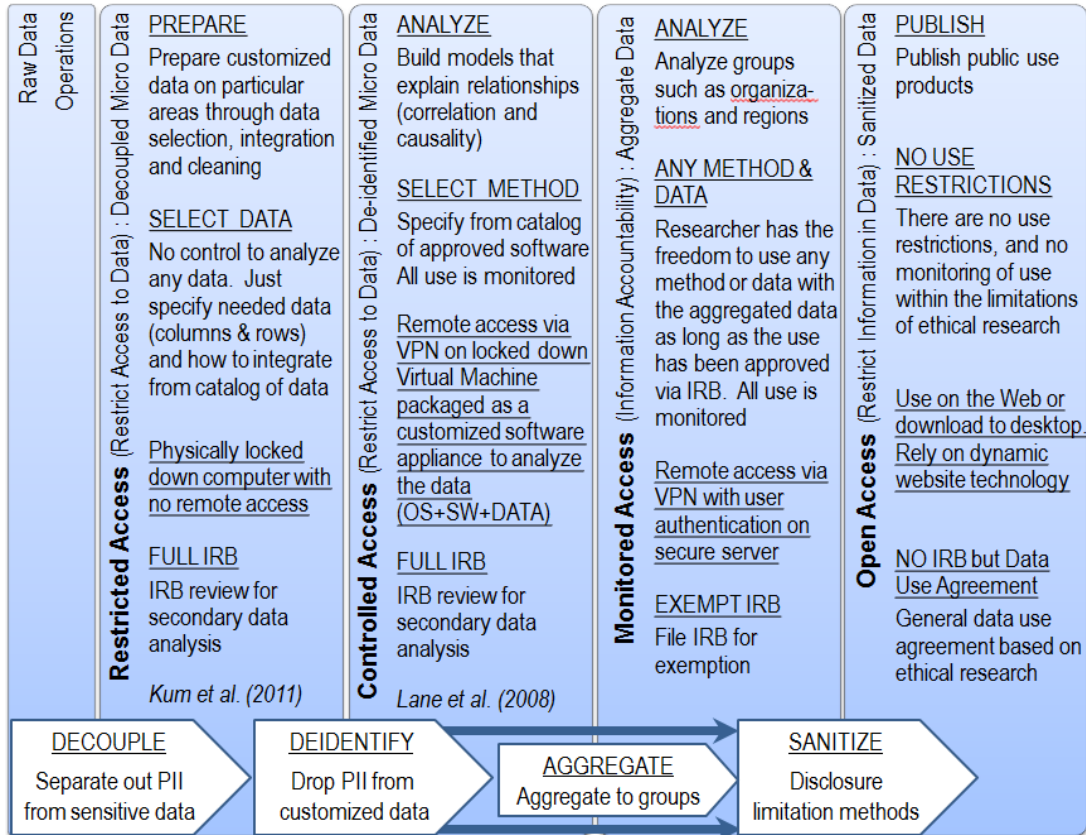 Raw Data
Operations
Restricted Access (Restrict Access to Data) : Decoupled Micro Data
PREPARE
Prepare customized
data on particular
areas through data
selection, integration
and cleaning
SELECT DATA
No control to analyze
any data. Just
specify needed data
(columns & rows)
and how to integrate
from catalog of data
Physically locked
down computer with
no remote access
FULL IRB
IRB review for
secondary data
analysis
Kum et al. (2011)
Controlled Access (Restrict Access to Data) : De-identified Micro Data
ANALYZE
Build models that
explain relationships
(correlation and
causality)
SELECT METHOD
Specify from catalog
of approved software
All use is monitored
Remote access via
VPN on locked down
Virtual Machine
packaged as a
customized software
appliance to analyze
the data
(OS+SW+DATA)
FULL IRB
IRB review for
secondary data
analysis
Lane et al. (2008)
Monitored Access (Information Accountability) : Aggregate Data
ANALYZE
Analyze groups
such as organiza-
tions and regions
ANY METHOD &
DATA
Researcher has the
freedom to use any
method or data with
the aggregated data
as long as the use
has been approved
via IRB. All use is
monitored
Remote access via
VPN with user
authentication on
secure server
EXEMPT IRB
File IRB for
exemption
Open Access (Restrict Information in Data) : Sanitized Data
PUBLISH
Publish public use
products
NO USE
RESTRICTIONS
There are no use
restrictions, and no
monitoring of use
within the limitations
of ethical research
Use on the Web or
download to desktop.
Rely on dynamic
website technology
NO IRB but Data
Use Agreement
General data use
agreement based on
ethical research
DECOUPLE
Separate out PII
from sensitive data
DEIDENTIFY
Drop PII from
customized data
AGGREGATE
Aggregate to groups
SANITIZE
Disclosure
limitation methods